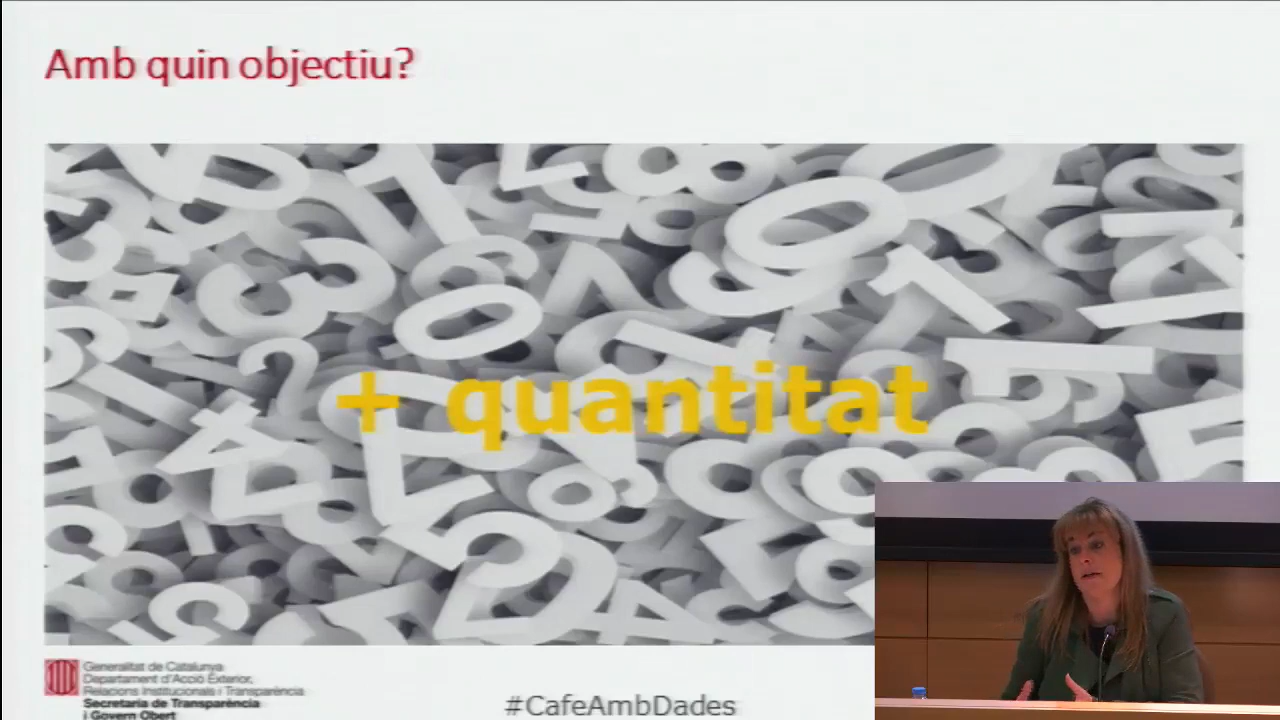 Amb quin objectiu?
+ quantitat
Generalitat de Catalunya
Departament d'Acció Exterior,
Relacions Institucionals i Transparència
Secretaria de Transparència
i Govern Obert
#CafeAmbDades